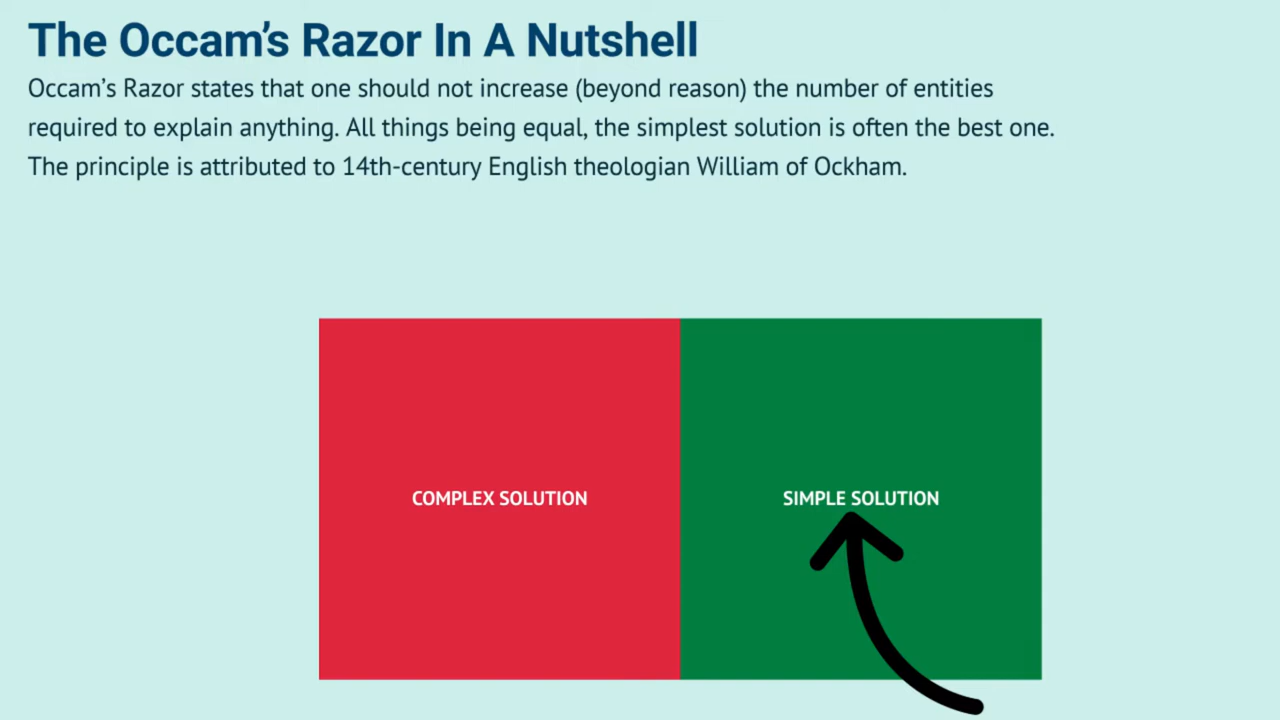 The Occam’s Razor In A Nutshell
Occam’s Razor states that one should not increase (beyond reason) the number of entities
required to explain anything. All things being equal, the simplest solution is often the best one.
The principle is attributed to 14th-century English theologian William of Ockham.
COMPLEX SOLUTION
SIMPLE SOLUTION